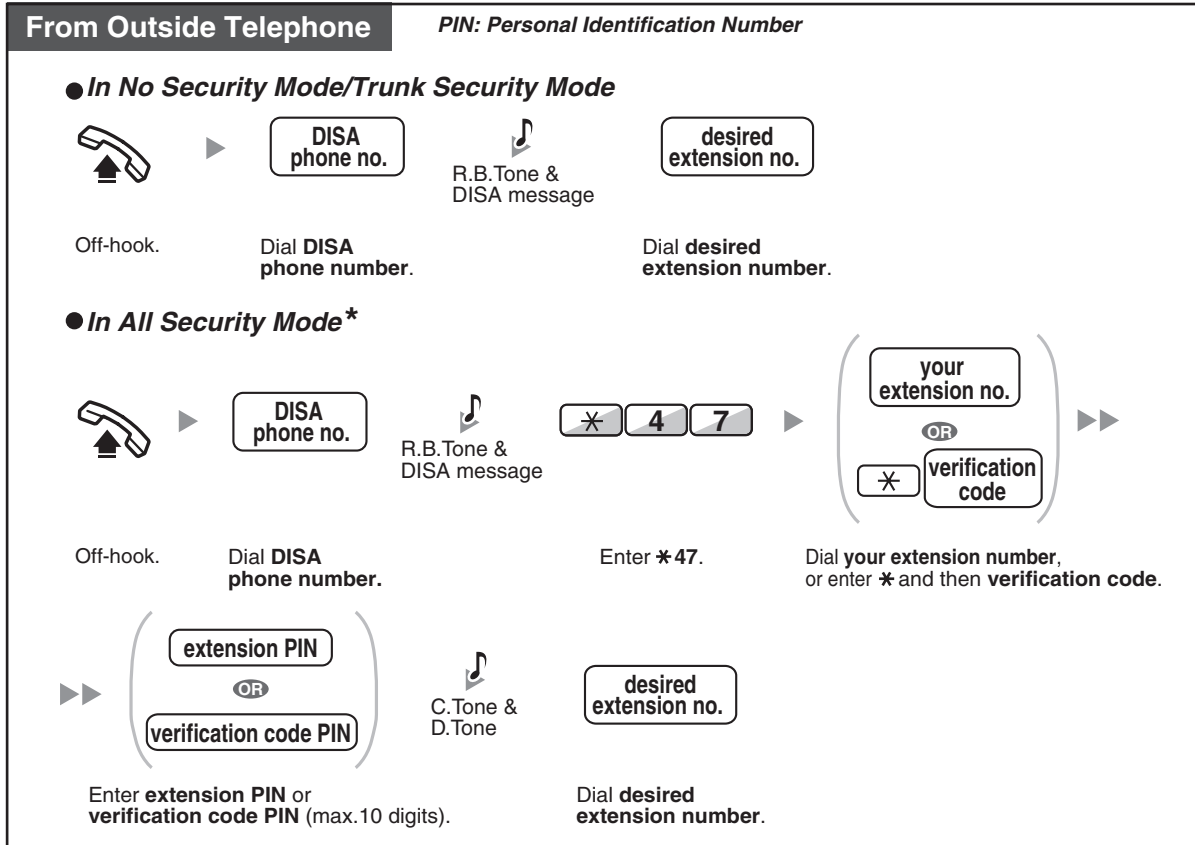 From Outside Telephone
PIN: Personal Identification Number
●In No Security Mode/Trunk Security Mode
DISA
phone no.
R.B.Tone &
DISA message
desired
extension no.
Off-hook.
Dial DISA
phone number.
Dial desired
extension number.
●In All Security Mode*
DISA
phone no.
R.B.Tone &
DISA message
* 4 7
your
extension no.
OR
* verification
code
Off-hook.
Dial DISA
phone number.
Enter *47.
Dial your extension number,
or enter * and then verification code.
extension PIN
OR
verification code PIN
C.Tone &
D.Tone
desired
extension no.
Enter extension PIN or
verification code PIN (max.10 digits).
Dial desired
extension number.